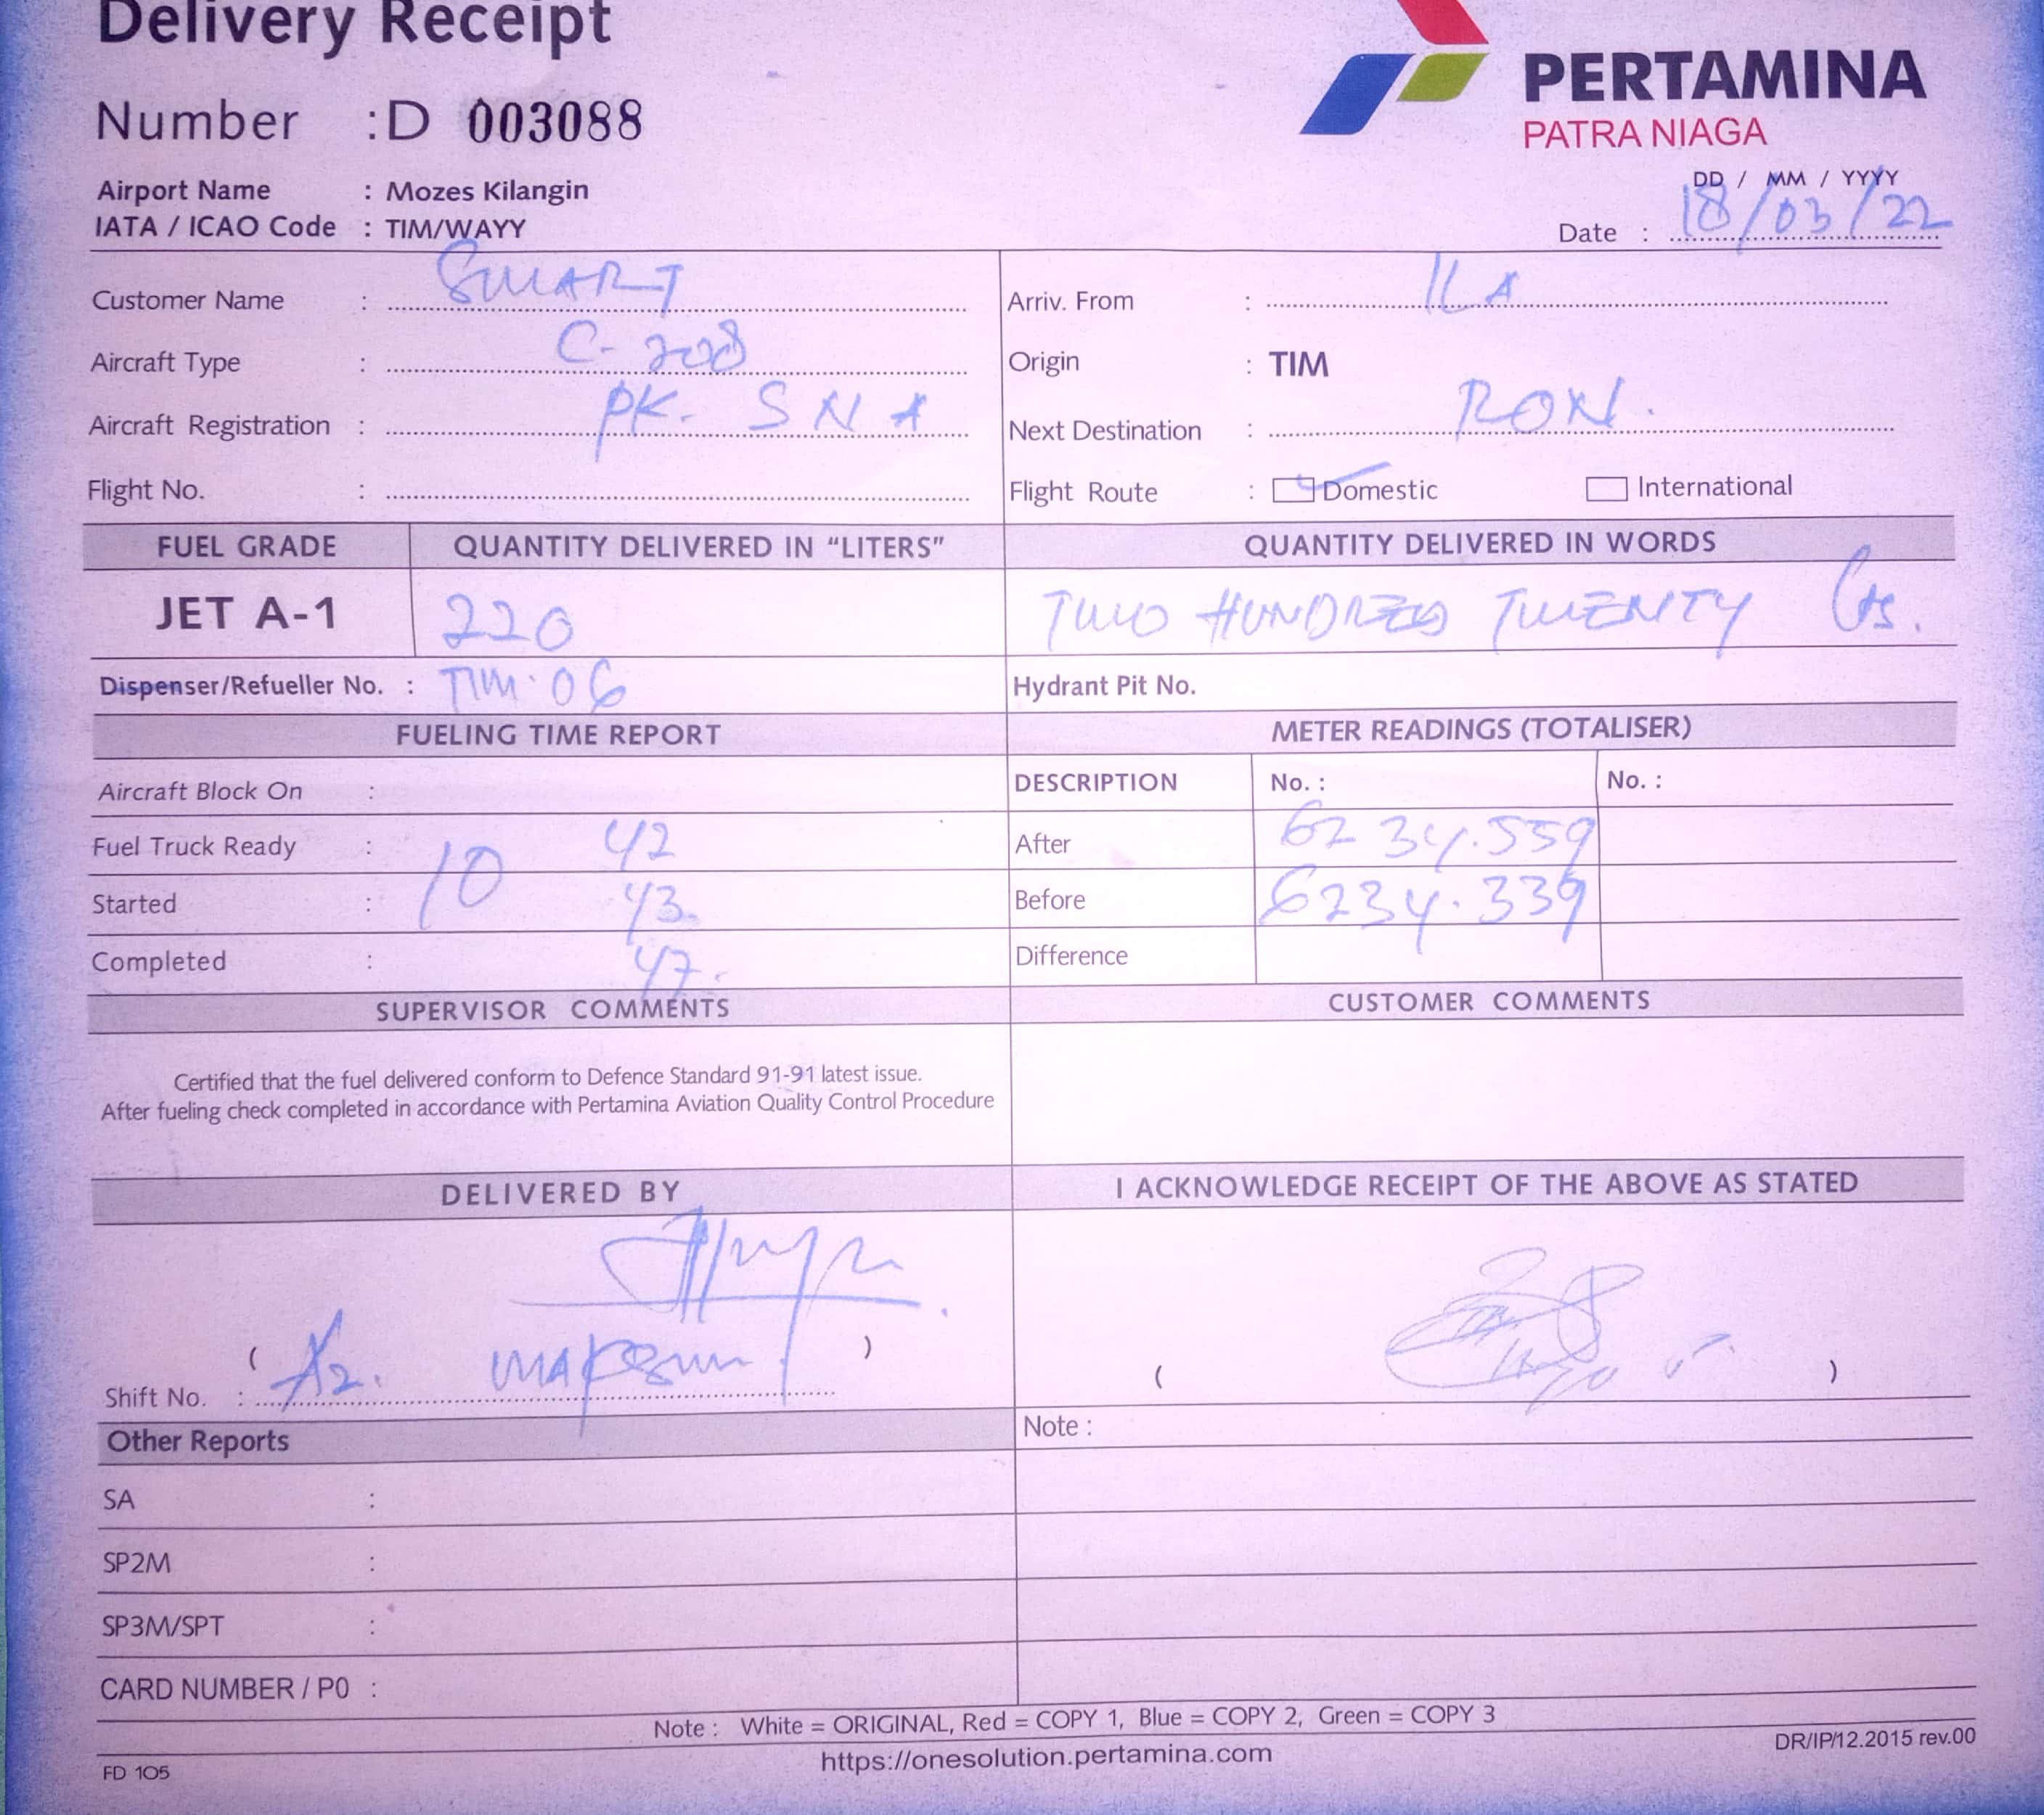 Delivery Receipt
PERTAMINA
PATRA NIAGA
Number : D 003088
Airport Name : Mozes Kilangin
IATA / ICAO Code : TIM/WAYY
DD / MM / YYYY
Date : 18/03/22
Customer Name : SMART
Arriv. From : ILA
Aircraft Type : C-208
Origin : TIM
Aircraft Registration : PK. SNA
Next Destination : RON.
Flight No. :
Flight Route : Domestic International
FUEL GRADE QUANTITY DELIVERED IN “LITERS” QUANTITY DELIVERED IN WORDS
JET A-1 220 TWO HUNDRED TWENTY
Dispenser/Refueller No. : TIM·06 Hydrant Pit No.
FUELING TIME REPORT METER READINGS (TOTALISER)
Aircraft Block On : DESCRIPTION No. : No. :
Fuel Truck Ready : 10 42 After 6234.559
Started : 43. Before 6234.339
Completed : 47. Difference
SUPERVISOR COMMENTS CUSTOMER COMMENTS
Certified that the fuel delivered conform to Defence Standard 91-91 latest issue.
After fueling check completed in accordance with Pertamina Aviation Quality Control Procedure
DELIVERED BY I ACKNOWLEDGE RECEIPT OF THE ABOVE AS STATED
( ) ( )
Shift No. :
Other Reports Note :
SA :
SP2M :
SP3M/SPT :
CARD NUMBER / P0 :
Note : White = ORIGINAL, Red = COPY 1, Blue = COPY 2, Green = COPY 3
https://onesolution.pertamina.com
DR/IP/12.2015 rev.00
FD 105